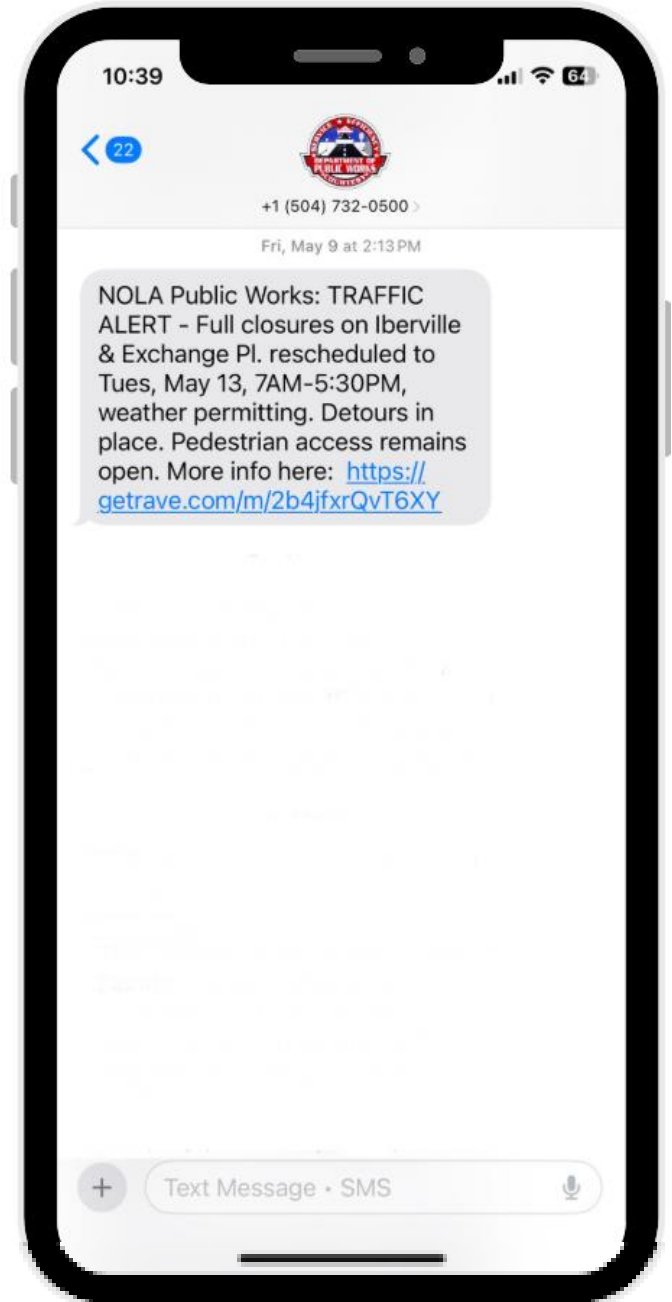 10:39
64
22
SERVICE ★ EFFICIENCY
DEPARTMENT OF
PUBLIC WORKS
COURTESY
+1 (504) 732-0500 >
Fri, May 9 at 2:13 PM
NOLA Public Works: TRAFFIC
ALERT - Full closures on Iberville
& Exchange Pl. rescheduled to
Tues, May 13, 7AM-5:30PM,
weather permitting. Detours in
place. Pedestrian access remains
open. More info here: https://
getrave.com/m/2b4jfxrQvT6XY
Text Message • SMS